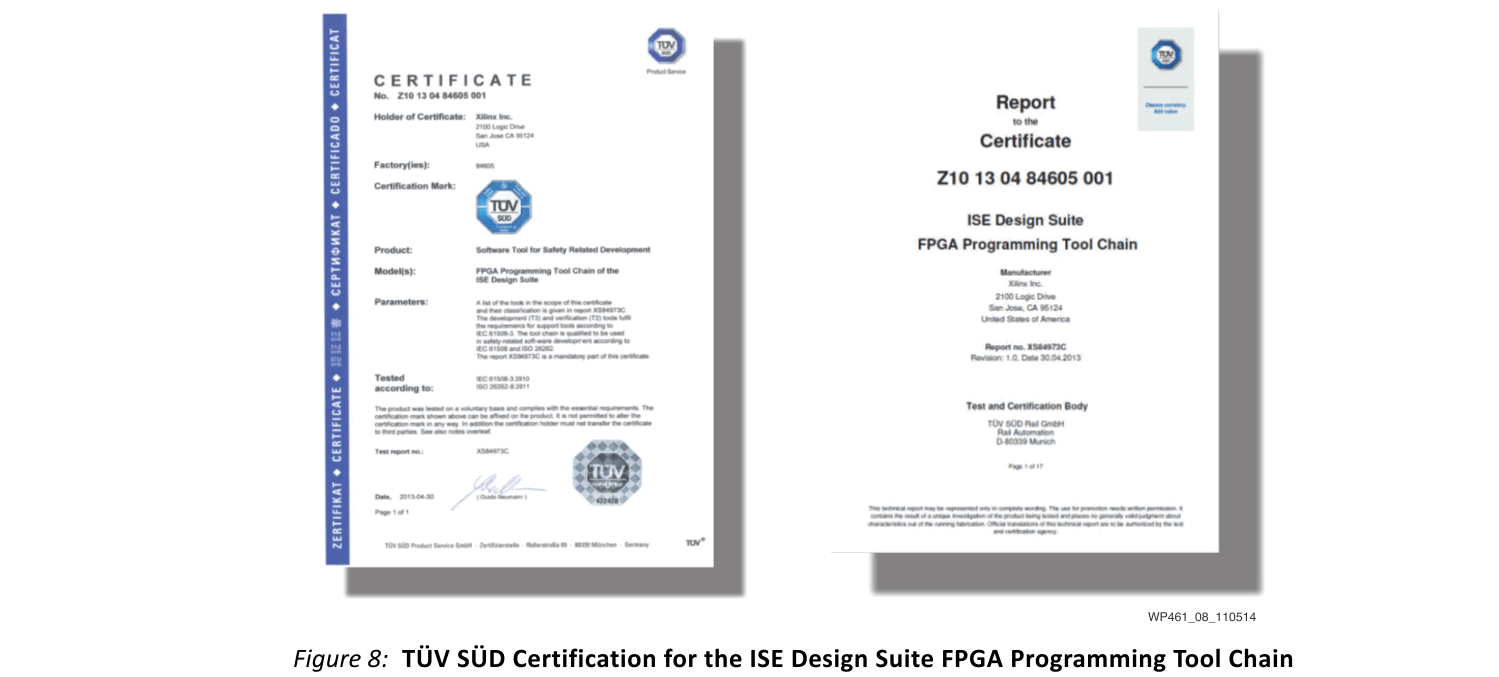 ZERTIFIKAT ◆ CERTIFICATE ◆ 認証証書 ◆ СЕРТИФИКАТ ◆ CERTIFICADO ◆ CERTIFICAT
TÜV
SÜD
Product Service
CERTIFICATE
No. Z10 13 04 84605 001
Holder of Certificate: Xilinx Inc.
2100 Logic Drive
San Jose CA 95124
USA
Factory(ies): 84605
Certification Mark:
TÜV
SÜD
Product: Software Tool for Safety Related Development
Model(s): FPGA Programming Tool Chain of the
ISE Design Suite
Parameters: A list of the tools in the scope of this certificate
and their classification is given in report XS84973C.
The development (T3) and verification (T2) tools fulfil
the requirements for support tools according to
IEC 61508-3. The tool chain is qualified to be used
in safety-related soft-ware development according to
IEC 61508 and ISO 26262.
The report XS84973C is a mandatory part of this certificate.
Tested
according to:
IEC 61508-3:2010
ISO 26262-8:2011
The product was tested on a voluntary basis and complies with the essential requirements. The
certification mark shown above can be affixed on the product. It is not permitted to alter the
certification mark in any way. In addition the certification holder must not transfer the certificate
to third parties. See also notes overleaf.
Test report no.: XS84973C
TÜV
Date, 2013-04-30
( Guido Neumann )
Page 1 of 1
TÜV SÜD Product Service GmbH · Zertifizierstelle · Ridlerstraße 65 · 80339 München · Germany
TÜV®
TÜV
SÜD
Choose certainty.
Add value.
Report
to the
Certificate
Z10 13 04 84605 001
ISE Design Suite
FPGA Programming Tool Chain
Manufacturer
Xilinx Inc.
2100 Logic Drive
San Jose, CA 95124
United States of America
Report no. XS84973C
Revision: 1.0, Date 30.04.2013
Test and Certification Body
TÜV SÜD Rail GmbH
Rail Automation
D-80339 Munich
Page 1 of 17
This technical report may be represented only in complete wording. The use for promotion needs written permission. It
contains the result of a unique investigation of the product being tested and places no generally valid judgment about
characteristics out of the running fabrication. Official translations of this technical report are to be authorized by the test
and certification agency.
WP461_08_110514
Figure 8: TÜV SÜD Certification for the ISE Design Suite FPGA Programming Tool Chain